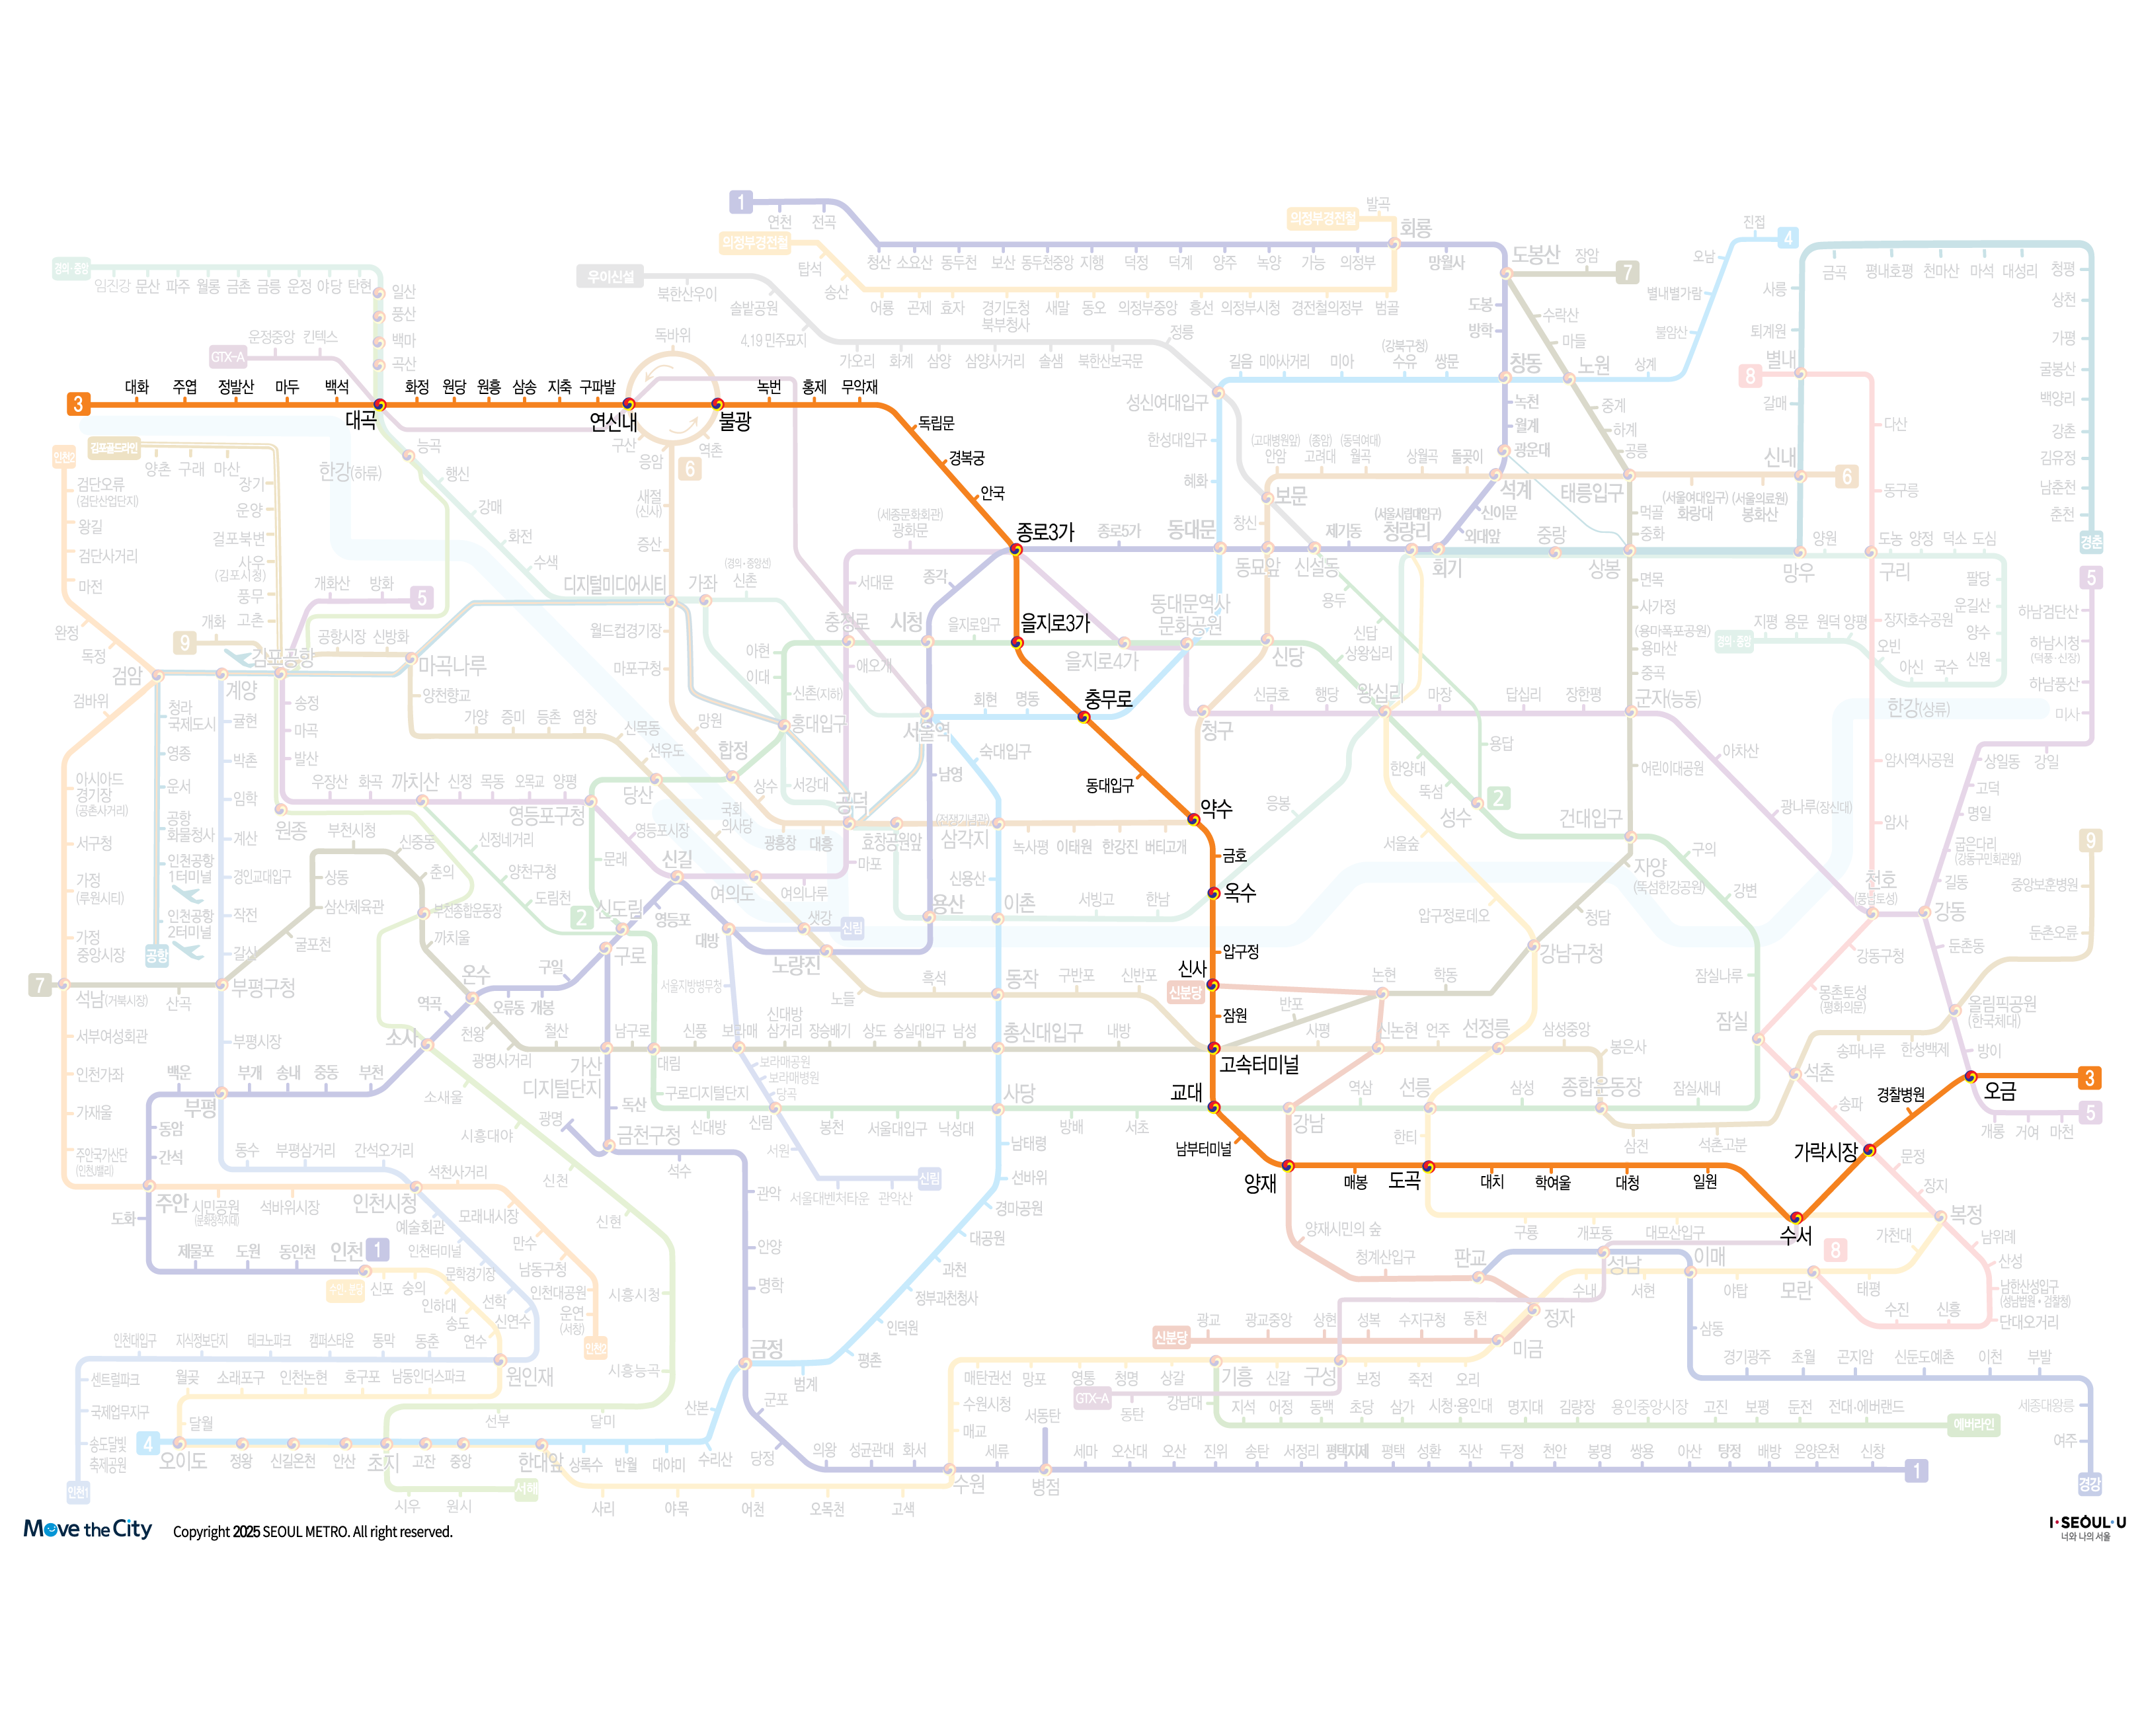 1
연천
전곡
의정부경전철
발곡
회룡
의정부경전철
탑석
송산
청산
소요산
동두천
보산
동두천중앙
지행
덕정
덕계
양주
녹양
가능
의정부
망월사
도봉산
장암
7
진접
4
오남
별내별가람
불암산
금곡
평내호평
천마산
마석
대성리
청평
상천
가평
굴봉산
백양리
강촌
김유정
남춘천
춘천
경춘
사릉
퇴계원
별내
8
갈매
경의·중앙
임진강
문산
파주
월롱
금촌
금릉
운정
야당
탄현
일산
풍산
백마
곡산
우이신설
북한산우이
솔밭공원
4.19 민주묘지
가오리
화계
삼양
삼양사거리
솔샘
북한산보국문
정릉
어룡
곤제
효자
경기도청
북부청사
새말
동오
의정부중앙
흥선
의정부시청
경전철의정부
범골
도봉
방학
창동
수락산
마들
노원
상계
GTX-A
운정중앙
킨텍스
독바위
길음
미아사거리
미아
(강북구청)
수유
쌍문
3
대화
주엽
정발산
마두
백석
대곡
화정
원당
원흥
삼송
지축
구파발
연신내
불광
녹번
홍제
무악재
독립문
경복궁
안국
종로3가
을지로3가
충무로
동대입구
약수
금호
옥수
압구정
신사
잠원
고속터미널
교대
남부터미널
양재
매봉
도곡
대치
학여울
대청
일원
수서
가락시장
경찰병원
오금
3
구산
역촌
응암
6
새절
(신사)
증산
디지털미디어시티
월드컵경기장
마포구청
망원
합정
상수
광흥창
대흥
공덕
효창공원앞
(전쟁기념관)
삼각지
녹사평
이태원
한강진
버티고개
청구
신당
동묘앞
창신
보문
(고대병원앞)
안암
(종암)
고려대
(동덕여대)
월곡
상월곡
돌곶이
석계
태릉입구
(서울여대입구)
화랑대
(서울의료원)
봉화산
신내
6
성신여대입구
한성대입구
혜화
동대문
동대문역사
문화공원
녹천
월계
광운대
신이문
외대앞
회기
(서울시립대입구)
청량리
제기동
신설동
종로5가
종각
시청
서울역
남영
용산
노량진
대방
신길
영등포
신도림
구로
구일
개봉
오류동
온수
역곡
소사
부천
중동
송내
부개
부평
백운
동암
간석
주안
도화
제물포
도원
동인천
인천
1
중계
하계
공릉
먹골
중화
상봉
면목
사가정
(용마폭포공원)
용마산
중곡
군자(능동)
어린이대공원
건대입구
자양
(뚝섬한강공원)
청담
강남구청
학동
논현
반포
내방
총신대입구
남성
숭실대입구
상도
장승배기
신대방
삼거리
보라매
신풍
대림
남구로
가산
디지털단지
철산
광명사거리
천왕
까치울
부천종합운동장
춘의
신중동
부천시청
상동
삼산체육관
굴포천
부평구청
산곡
석남(거북시장)
7
중랑
망우
양원
구리
도농
양정
덕소
도심
팔당
운길산
양수
신원
국수
아신
오빈
양평
원덕
용문
지평
경의·중앙
다산
동구릉
장자호수공원
암사역사공원
암사
천호
(풍납토성)
강동구청
몽촌토성
(평화의문)
잠실
석촌
송파
문정
장지
복정
남위례
산성
남한산성입구
(성남법원·검찰청)
단대오거리
신흥
수진
모란
8
5
하남검단산
하남시청
(덕풍·신장)
하남풍산
미사
강일
상일동
고덕
명일
굽은다리
(강동구민회관앞)
길동
강동
둔촌동
올림픽공원
(한국체대)
방이
개롱
거여
마천
5
9
중앙보훈병원
둔촌오륜
한성백제
송파나루
석촌고분
삼전
종합운동장
봉은사
삼성중앙
선정릉
언주
신논현
사평
신반포
구반포
동작
흑석
노들
샛강
여의도
국회
의사당
당산
선유도
신목동
염창
등촌
증미
가양
양천향교
마곡나루
신방화
공항시장
김포공항
개화
9
인천2
검단오류
(검단산업단지)
왕길
검단사거리
마전
완정
독정
검암
검바위
아시아드
경기장
(공촌사거리)
서구청
가정
(루원시티)
가정
중앙시장
서부여성회관
인천가좌
가재울
주안국가산단
(인천J밸리)
시민공원
(문화창작지대)
석바위시장
인천시청
석천사거리
모래내시장
만수
남동구청
인천대공원
운연
(서창)
인천2
김포골드라인
양촌
구래
마산
장기
운양
걸포북변
사우
(김포시청)
풍무
고촌
한강(하류)
능곡
행신
강매
화전
수색
가좌
(경의·중앙선)
신촌
홍대입구
서강대
개화산
방화
5
송정
마곡
발산
우장산
화곡
까치산
신정
목동
오목교
양평
영등포구청
영등포시장
여의나루
마포
애오개
충정로
서대문
(세종문화회관)
광화문
을지로4가
신금호
행당
왕십리
마장
답십리
장한평
아차산
광나루(장신대)
계양
귤현
박촌
임학
계산
경인교대입구
작전
갈산
부평시장
동수
부평삼거리
간석오거리
예술회관
인천터미널
문학경기장
선학
신연수
원인재
동춘
동막
캠퍼스타운
테크노파크
지식정보단지
인천대입구
센트럴파크
국제업무지구
송도달빛
축제공원
인천1
청라
국제도시
영종
운서
공항
화물청사
인천공항
1터미널
인천공항
2터미널
공항
원종
신정네거리
양천구청
도림천
문래
2
아현
이대
신촌(지하)
을지로입구
상왕십리
한양대
뚝섬
성수
2
용답
신답
용두
구의
강변
잠실나루
잠실새내
삼성
선릉
역삼
강남
서초
방배
사당
낙성대
서울대입구
봉천
신림
신대방
구로디지털단지
회현
명동
숙대입구
신용산
이촌
서빙고
한남
응봉
서울숲
압구정로데오
한강(상류)
한티
구룡
개포동
대모산입구
가천대
태평
야탑
이매
서현
수내
정자
미금
오리
죽전
보정
구성
신갈
기흥
상갈
청명
영통
망포
매탄권선
수원시청
매교
수원
고색
오목천
어천
야목
사리
한대앞
중앙
고잔
초지
안산
신길온천
정왕
오이도
4
달월
월곶
소래포구
인천논현
호구포
남동인더스파크
연수
송도
인하대
숭의
신포
수인·분당
신림
서울지방병무청
보라매공원
보라매병원
당곡
서원
서울대벤처타운
관악산
신림
독산
금천구청
광명
석수
관악
안양
명학
금정
군포
당정
의왕
성균관대
화서
세류
병점
서동탄
세마
오산대
오산
진위
송탄
서정리
평택지제
평택
성환
직산
두정
천안
봉명
쌍용
아산
탕정
배방
온양온천
신창
1
남태령
선바위
경마공원
대공원
과천
정부과천청사
인덕원
평촌
범계
산본
수리산
대야미
반월
상록수
소새울
시흥대야
신천
신현
시흥시청
시흥능곡
달미
선부
시우
원시
서해
신분당
양재시민의 숲
청계산입구
판교
동천
수지구청
성복
상현
광교중앙
광교
신분당
성남
GTX-A
동탄
강남대
지석
어정
동백
초당
삼가
시청·용인대
명지대
김량장
용인중앙시장
고진
보평
둔전
전대·에버랜드
에버라인
삼동
경기광주
초월
곤지암
신둔도예촌
이천
부발
세종대왕릉
여주
경강
Move the City
Copyright 2025 SEOUL METRO. All right reserved.
I·SEOUL·U
너와 나의 서울